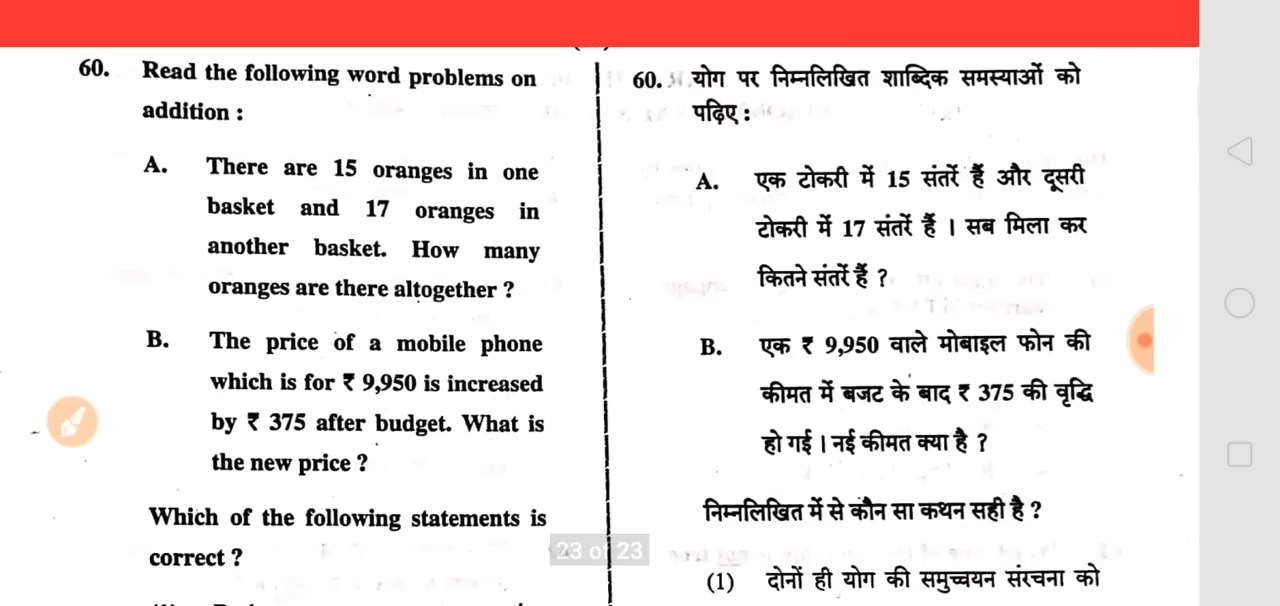 60. Read the following word problems on
addition :
A. There are 15 oranges in one
basket and 17 oranges in
another basket. How many
oranges are there altogether ?
B. The price of a mobile phone
which is for ₹ 9,950 is increased
by ₹ 375 after budget. What is
the new price ?
Which of the following statements is
correct ?
60. योग पर निम्नलिखित शाब्दिक समस्याओं को
पढ़िए :
A. एक टोकरी में 15 संतरें हैं और दूसरी
टोकरी में 17 संतरें हैं । सब मिला कर
कितने संतरें हैं ?
B. एक ₹ 9,950 वाले मोबाइल फोन की
कीमत में बजट के बाद ₹ 375 की वृद्धि
हो गई । नई कीमत क्या है ?
निम्नलिखित में से कौन सा कथन सही है ?
(1) दोनों ही योग की समुच्चयन संरचना को
23 of 23